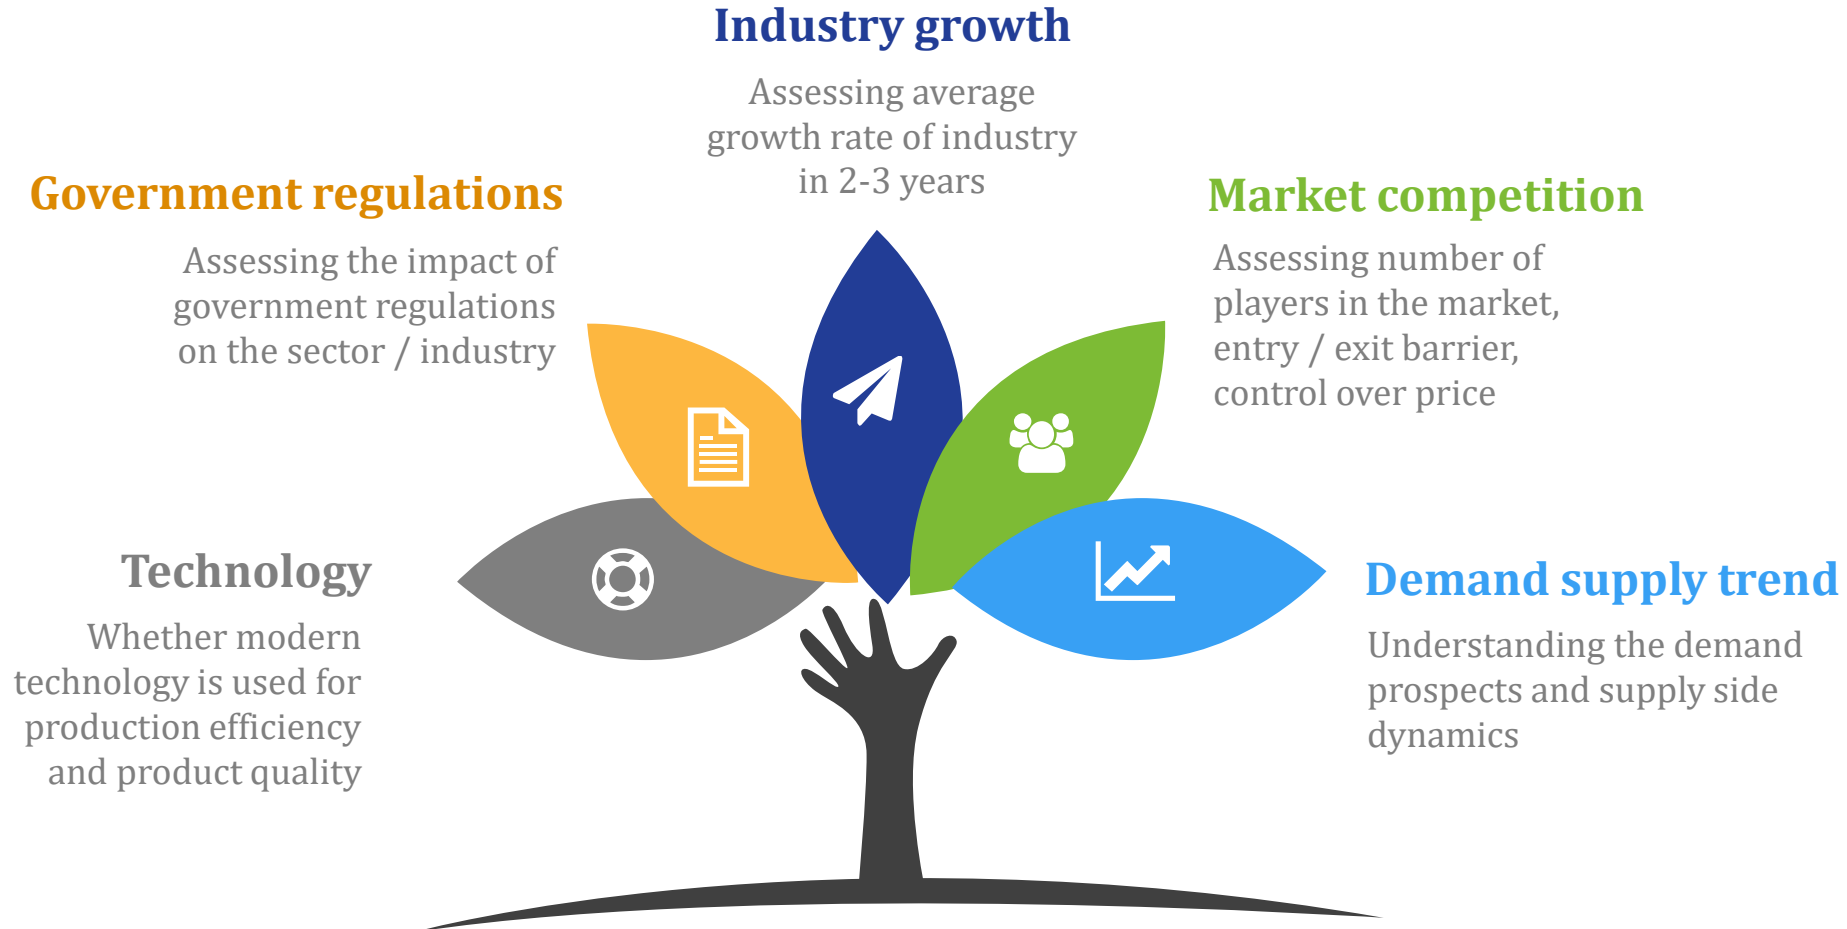 Industry growth
Assessing average
growth rate of industry
in 2-3 years
Government regulations
Assessing the impact of
government regulations
on the sector / industry
Market competition
Assessing number of
players in the market,
entry / exit barrier,
control over price
Technology
Whether modern
technology is used for
production efficiency
and product quality
Demand supply trend
Understanding the demand
prospects and supply side
dynamics